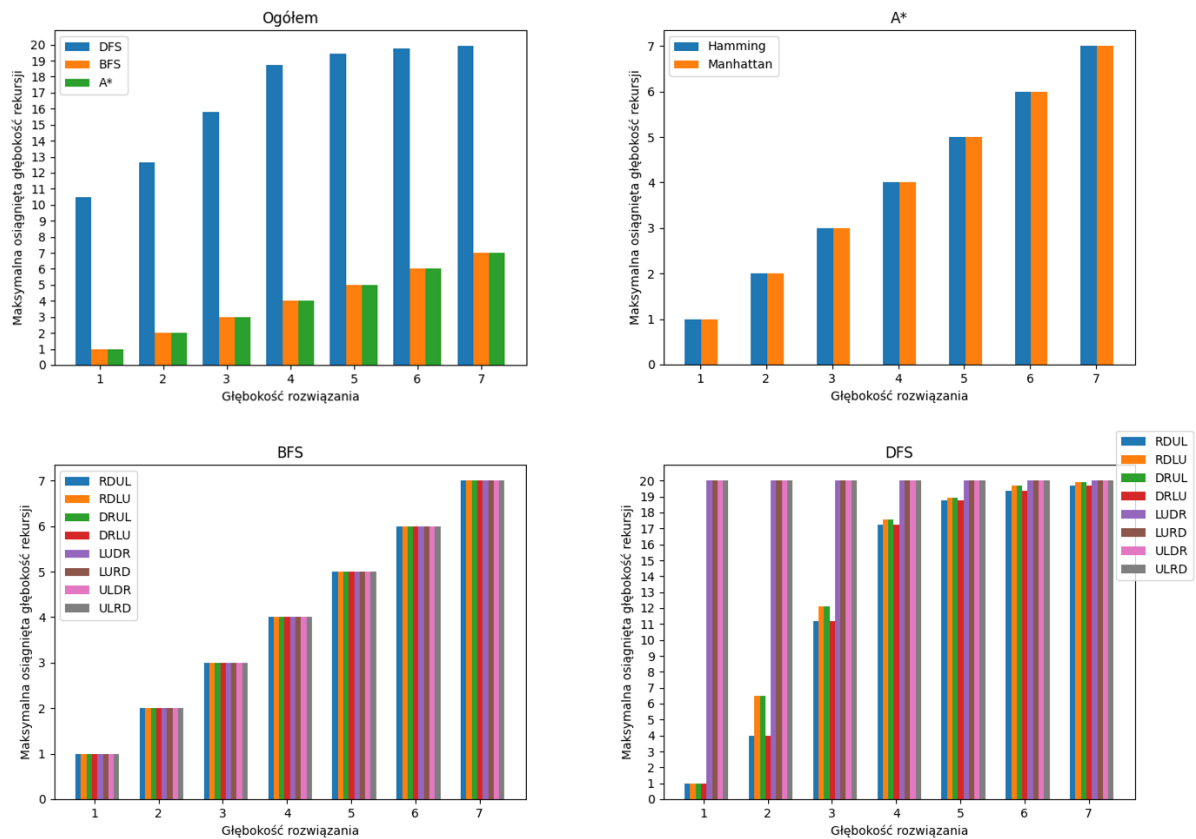 Ogółem
DFS
BFS
A*
Maksymalna osiągnięta głębokość rekursji
20
19
18
17
16
15
14
13
12
11
10
9
8
7
6
5
4
3
2
1
0
1 2 3 4 5 6 7
Głębokość rozwiązania
A*
Hamming
Manhattan
Maksymalna osiągnięta głębokość rekursji
7
6
5
4
3
2
1
0
1 2 3 4 5 6 7
Głębokość rozwiązania
BFS
RDUL
RDLU
DRUL
DRLU
LUDR
LURD
ULDR
ULRD
Maksymalna osiągnięta głębokość rekursji
7
6
5
4
3
2
1
0
1 2 3 4 5 6 7
Głębokość rozwiązania
DFS
RDUL
RDLU
DRUL
DRLU
LUDR
LURD
ULDR
ULRD
Maksymalna osiągnięta głębokość rekursji
20
19
18
17
16
15
14
13
12
11
10
9
8
7
6
5
4
3
2
1
0
1 2 3 4 5 6 7
Głębokość rozwiązania